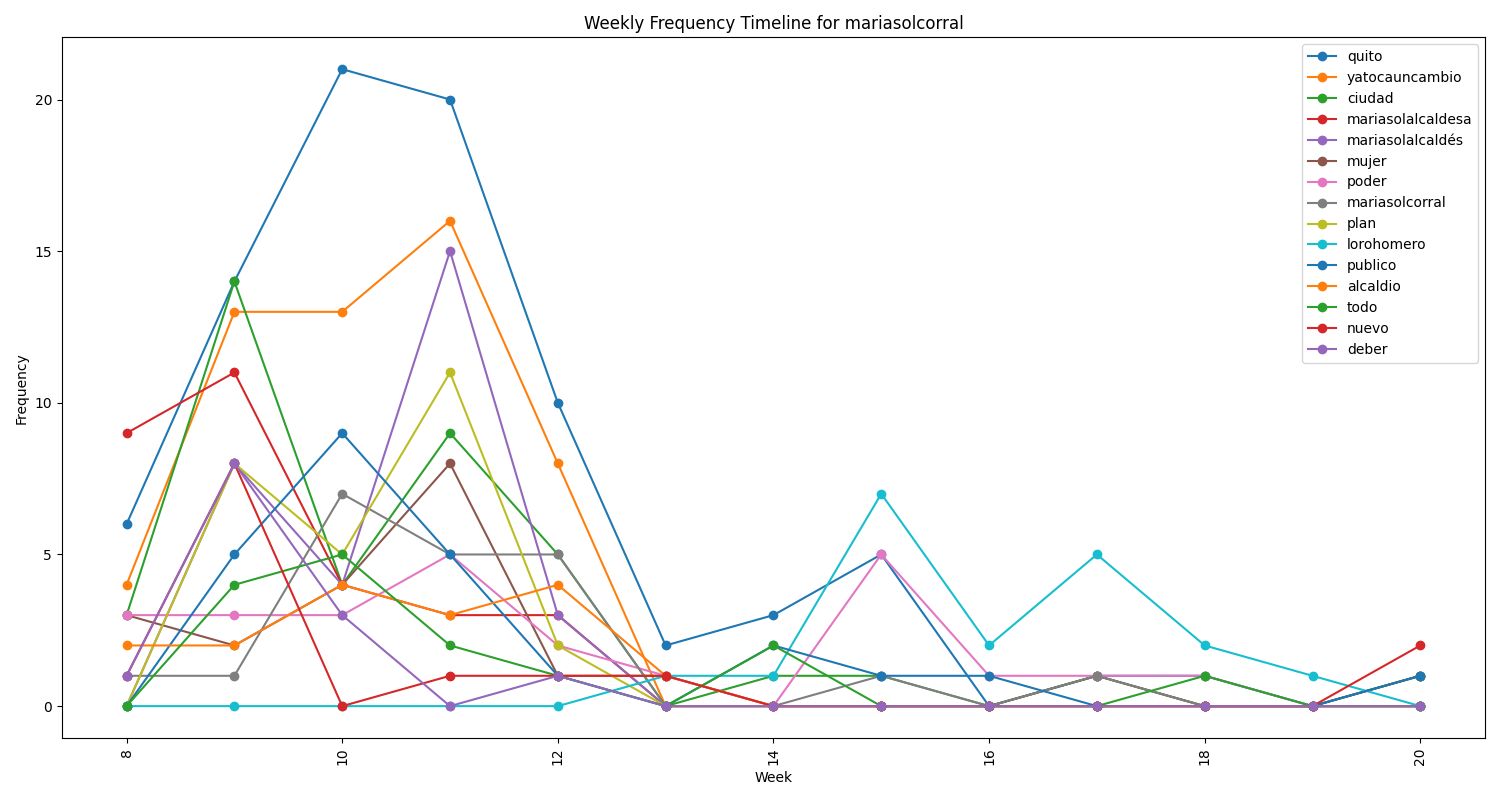 Weekly Frequency Timeline for mariasolcorral
quito
yatocauncambio
ciudad
mariasolalcaldesa
mariasolalcaldés
mujer
poder
mariasolcorral
plan
lorohomero
publico
alcaldio
todo
nuevo
deber
Frequency
20
15
10
5
0
8
10
12
14
16
18
20
Week